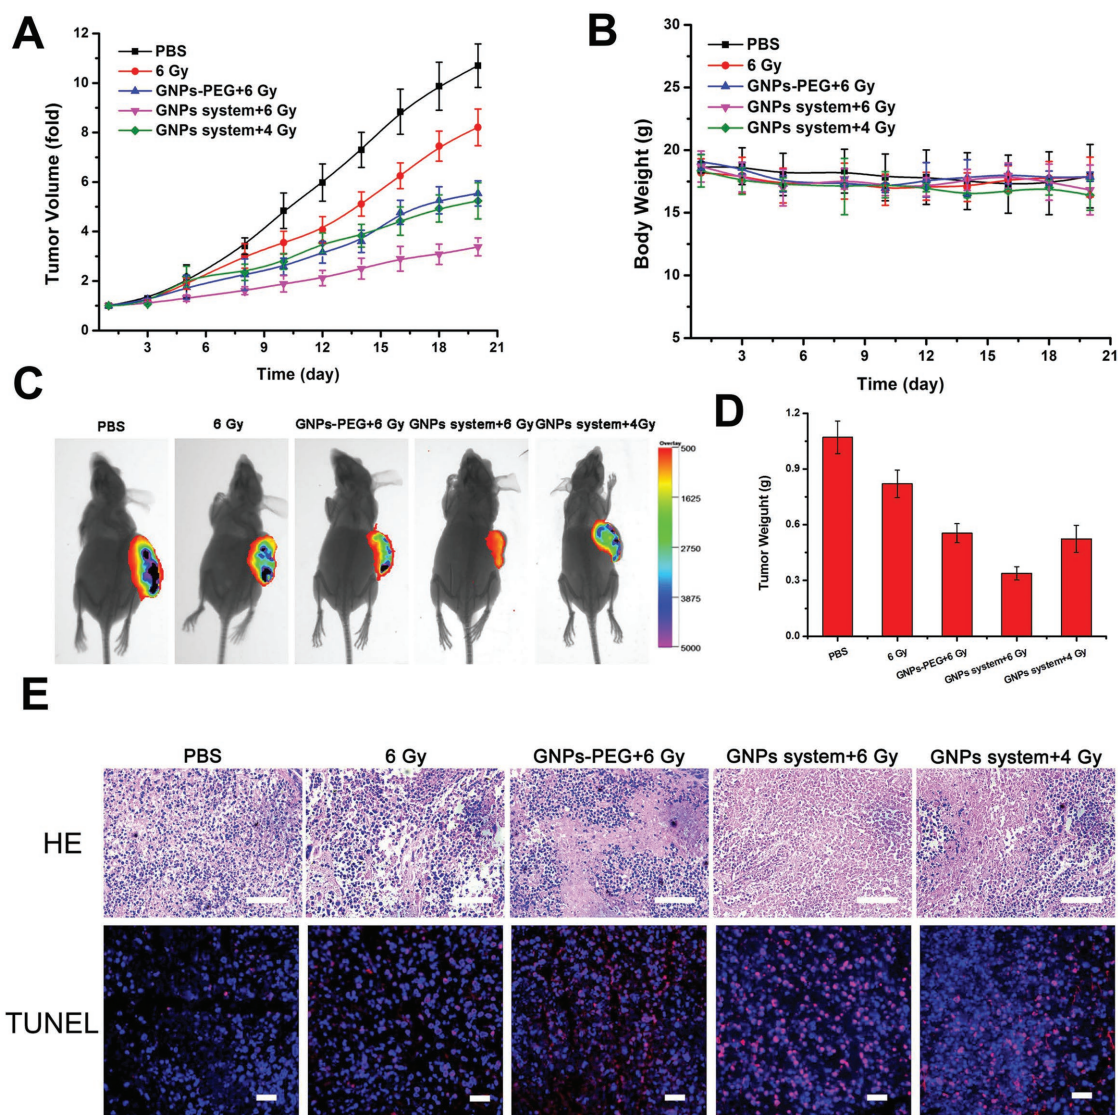 A
PBS
6 Gy
GNPs-PEG+6 Gy
GNPs system+6 Gy
GNPs system+4 Gy
Tumor Volume (fold)
12
10
8
6
4
2
0
3 6 9 12 15 18 21
Time (day)
B
PBS
6 Gy
GNPs-PEG+6 Gy
GNPs system+6 Gy
GNPs system+4 Gy
Body Weight (g)
30
25
20
15
10
5
3 6 9 12 15 18 21
Time (day)
C
PBS 6 Gy GNPs-PEG+6 Gy GNPs system+6 Gy GNPs system+4Gy
Overlay
500
1625
2750
3875
5000
D
Tumor Weiguht (g)
1.2
0.9
0.6
0.3
0.0
PBS
6 Gy
GNPs-PEG+6 Gy
GNPs system+6 Gy
GNPs system+4 Gy
E
PBS 6 Gy GNPs-PEG+6 Gy GNPs system+6 Gy GNPs system+4 Gy
HE
TUNEL